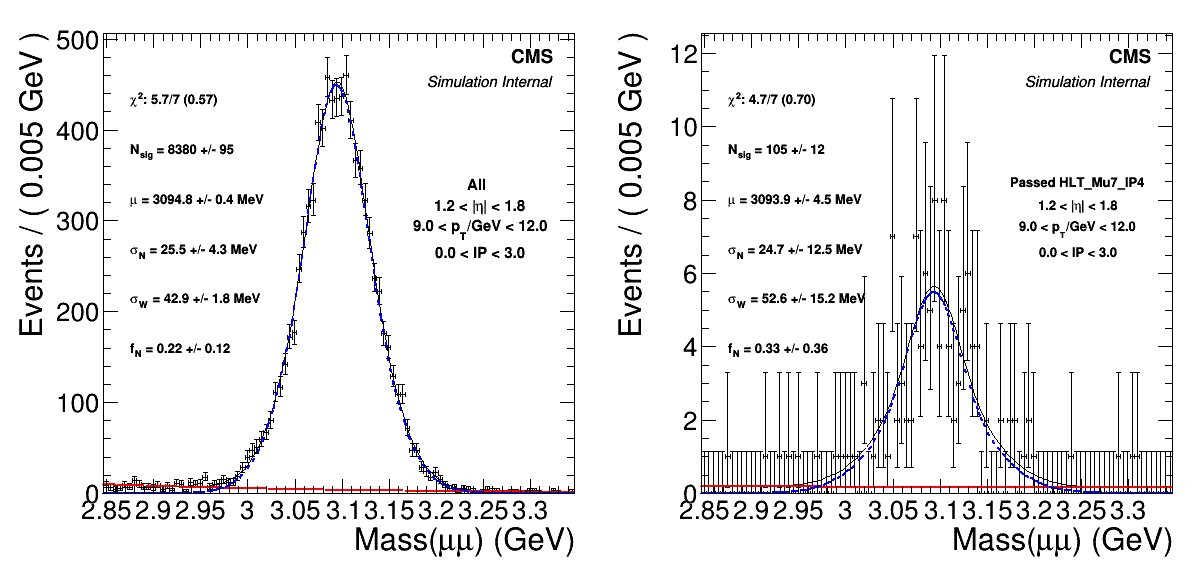 Events / ( 0.005 GeV )
500
400
300
200
100
0
CMS
Simulation Internal
χ²: 5.7/7 (0.57)
N_sig = 8380 +/- 95
μ = 3094.8 +/- 0.4 MeV
σ_N = 25.5 +/- 4.3 MeV
σ_W = 42.9 +/- 1.8 MeV
f_N = 0.22 +/- 0.12
All
1.2 < |η| < 1.8
9.0 < p_T/GeV < 12.0
0.0 < IP < 3.0
2.85 2.9 2.95 3 3.05 3.1 3.15 3.2 3.25 3.3
Mass(μμ) (GeV)
Events / ( 0.005 GeV )
12
10
8
6
4
2
0
CMS
Simulation Internal
χ²: 4.7/7 (0.70)
N_sig = 105 +/- 12
μ = 3093.9 +/- 4.5 MeV
σ_N = 24.7 +/- 12.5 MeV
σ_W = 52.6 +/- 15.2 MeV
f_N = 0.33 +/- 0.36
Passed HLT_Mu7_IP4
1.2 < |η| < 1.8
9.0 < p_T/GeV < 12.0
0.0 < IP < 3.0
2.85 2.9 2.95 3 3.05 3.1 3.15 3.2 3.25 3.3
Mass(μμ) (GeV)